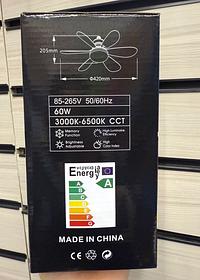 205mm
Φ420mm
85-265V 50/60Hz
60W
3000K-6500K CCT
Memory Function
High Luminance Efficiency
Brightness Adjustable
High Color Index
Energy
A
MADE IN CHINA